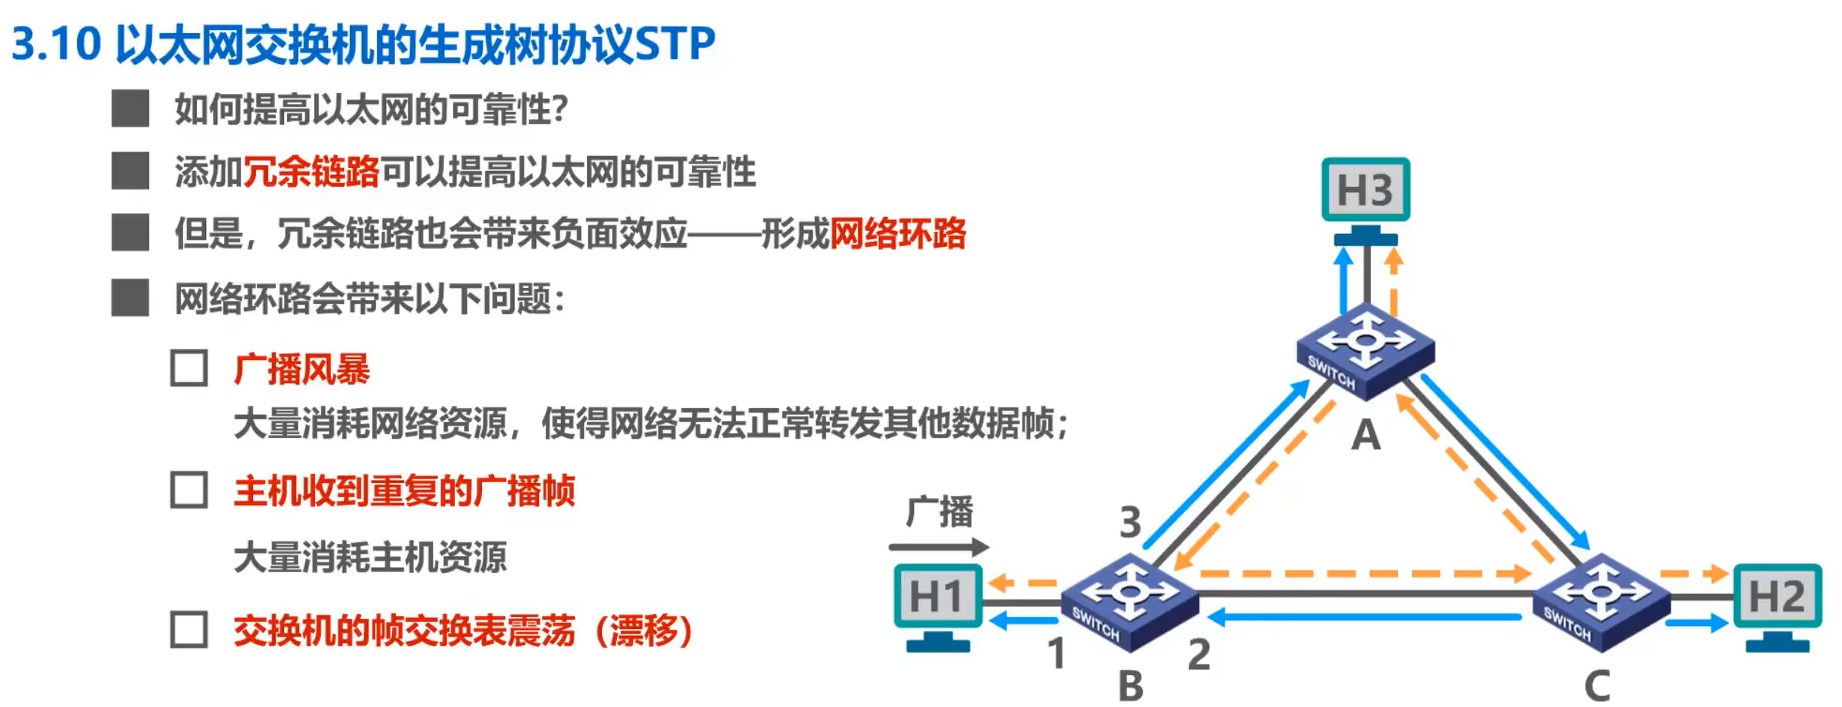 3.10 以太网交换机的生成树协议STP
如何提高以太网的可靠性？
添加冗余链路可以提高以太网的可靠性
但是，冗余链路也会带来负面效应——形成网络环路
网络环路会带来以下问题：
广播风暴
大量消耗网络资源，使得网络无法正常转发其他数据帧；
主机收到重复的广播帧
大量消耗主机资源
交换机的帧交换表震荡（漂移）
H3
SWITCH
A
广播
3
H1
SWITCH
SWITCH
H2
1
2
B
C